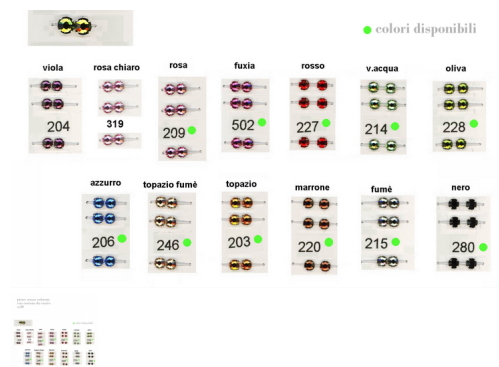 colori disponibili
viola rosa chiaro rosa fuxia rosso v.acqua oliva
204 319 209 502 227 214 228
azzurro topazio fumè topazio marrone fumè nero
206 246 203 220 215 280